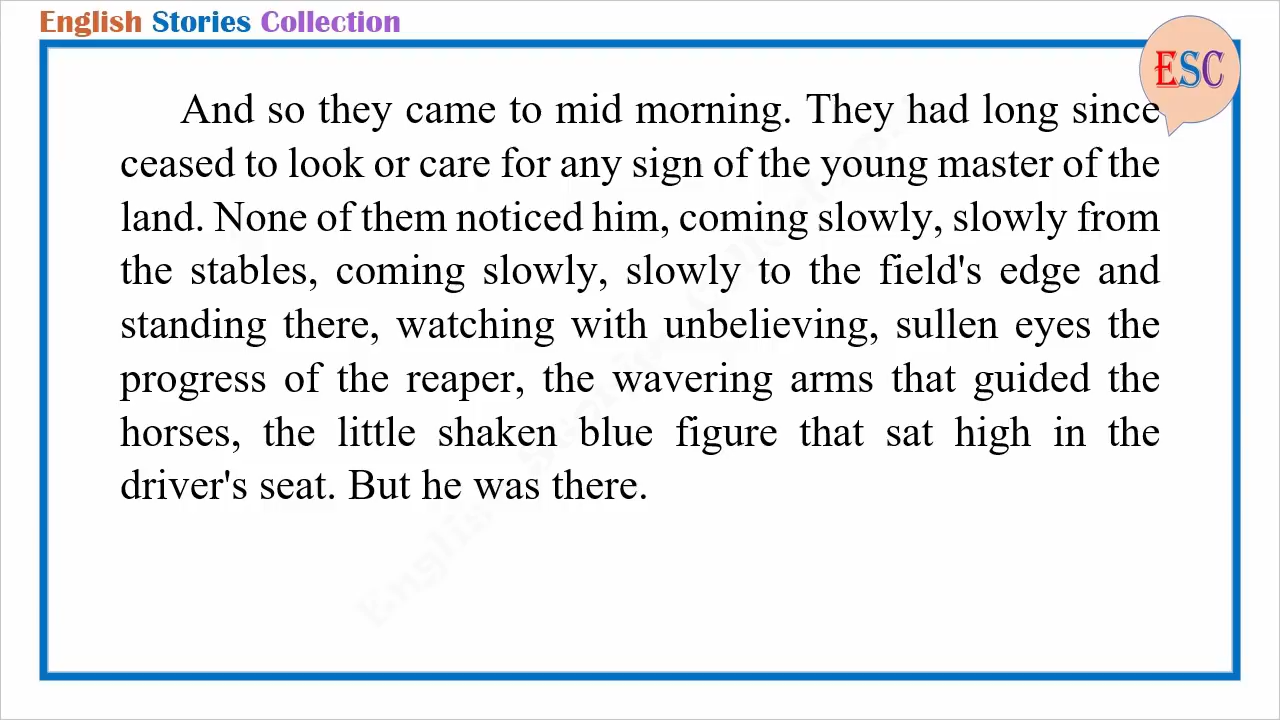 English Stories Collection
ESC
And so they came to mid morning. They had long since
ceased to look or care for any sign of the young master of the
land. None of them noticed him, coming slowly, slowly from
the stables, coming slowly, slowly to the field's edge and
standing there, watching with unbelieving, sullen eyes the
progress of the reaper, the wavering arms that guided the
horses, the little shaken blue figure that sat high in the
driver's seat. But he was there.